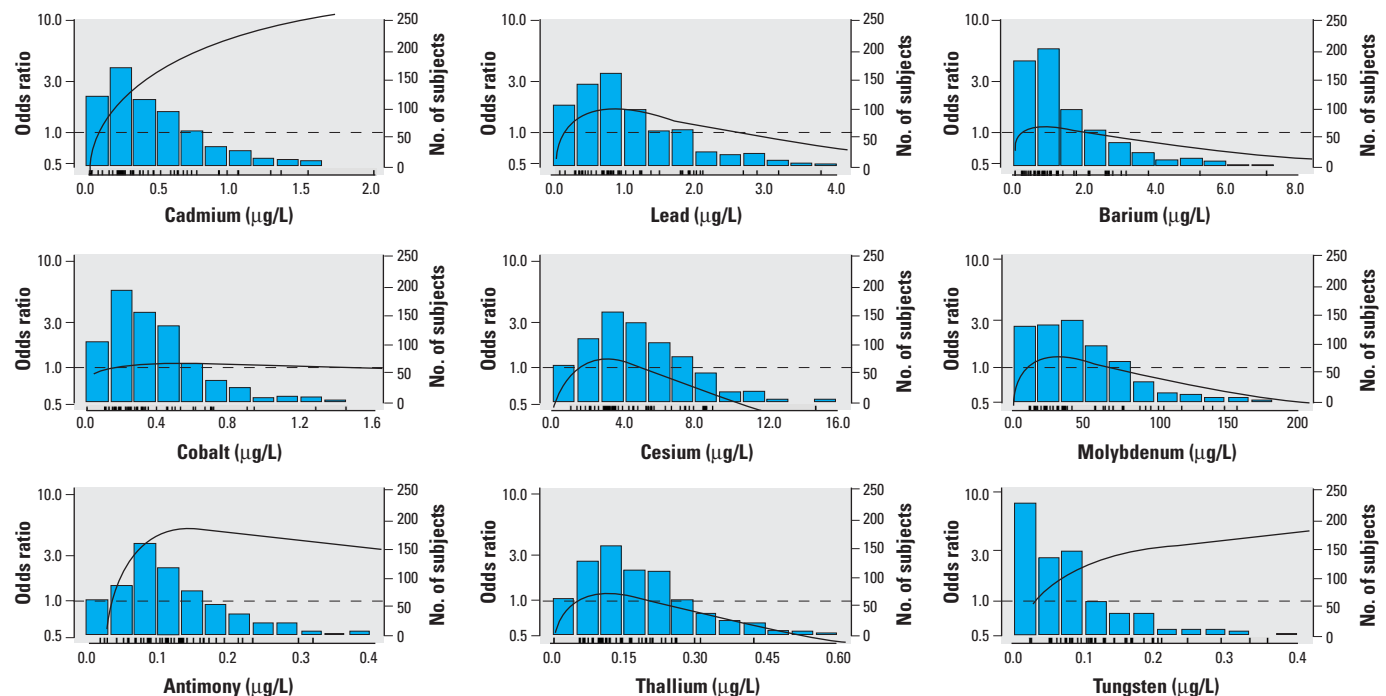 10.0
3.0
1.0
0.5
Odds ratio
250
200
150
100
50
0
No. of subjects
0.0 0.5 1.0 1.5 2.0
Cadmium (μg/L)
10.0
3.0
1.0
0.5
Odds ratio
250
200
150
100
50
0
No. of subjects
0.0 1.0 2.0 3.0 4.0
Lead (μg/L)
10.0
3.0
1.0
0.5
Odds ratio
250
200
150
100
50
0
No. of subjects
0.0 2.0 4.0 6.0 8.0
Barium (μg/L)
10.0
3.0
1.0
0.5
Odds ratio
250
200
150
100
50
0
No. of subjects
0.0 0.4 0.8 1.2 1.6
Cobalt (μg/L)
10.0
3.0
1.0
0.5
Odds ratio
250
200
150
100
50
0
No. of subjects
0.0 4.0 8.0 12.0 16.0
Cesium (μg/L)
10.0
3.0
1.0
0.5
Odds ratio
250
200
150
100
50
0
No. of subjects
0.0 50 100 150 200
Molybdenum (μg/L)
10.0
3.0
1.0
0.5
Odds ratio
250
200
150
100
50
0
No. of subjects
0.0 0.1 0.2 0.3 0.4
Antimony (μg/L)
10.0
3.0
1.0
0.5
Odds ratio
250
200
150
100
50
0
No. of subjects
0.0 0.15 0.30 0.45 0.60
Thallium (μg/L)
10.0
3.0
1.0
0.5
Odds ratio
250
200
150
100
50
0
No. of subjects
0.0 0.1 0.2 0.3 0.4
Tungsten (μg/L)